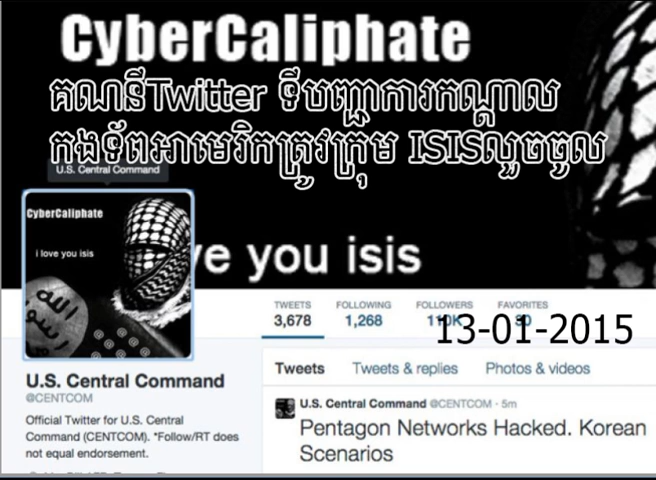 CyberCaliphate
គណនីTwitter ទីបញ្ជាការកណ្ដាល
កងទ័ពអាមេរិកត្រូវក្រុម ISISលួចចូល
U.S. Central Command
CyberCaliphate
i love you isis
ve you isis
TWEETS FOLLOWING FOLLOWERS FAVORITES
3,678 1,268 110K
13-01-2015
Tweets Tweets & replies Photos & videos
U.S. Central Command
@CENTCOM
Official Twitter for U.S. Central
Command (CENTCOM). *Follow/RT does
not equal endorsement.
U.S. Central Command @CENTCOM · 5m
Pentagon Networks Hacked. Korean
Scenarios